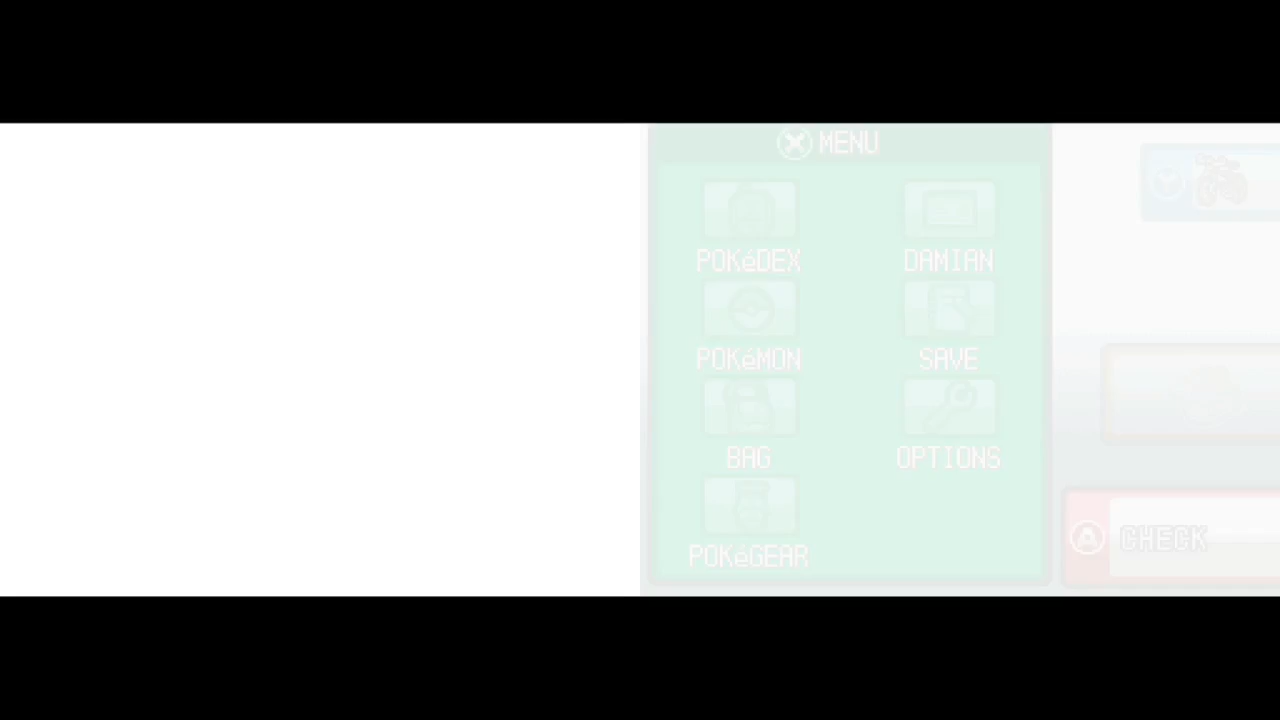 X MENU
POKéDEX DAMIAN
POKéMON SAVE
BAG OPTIONS
POKéGEAR
Y
A CHECK